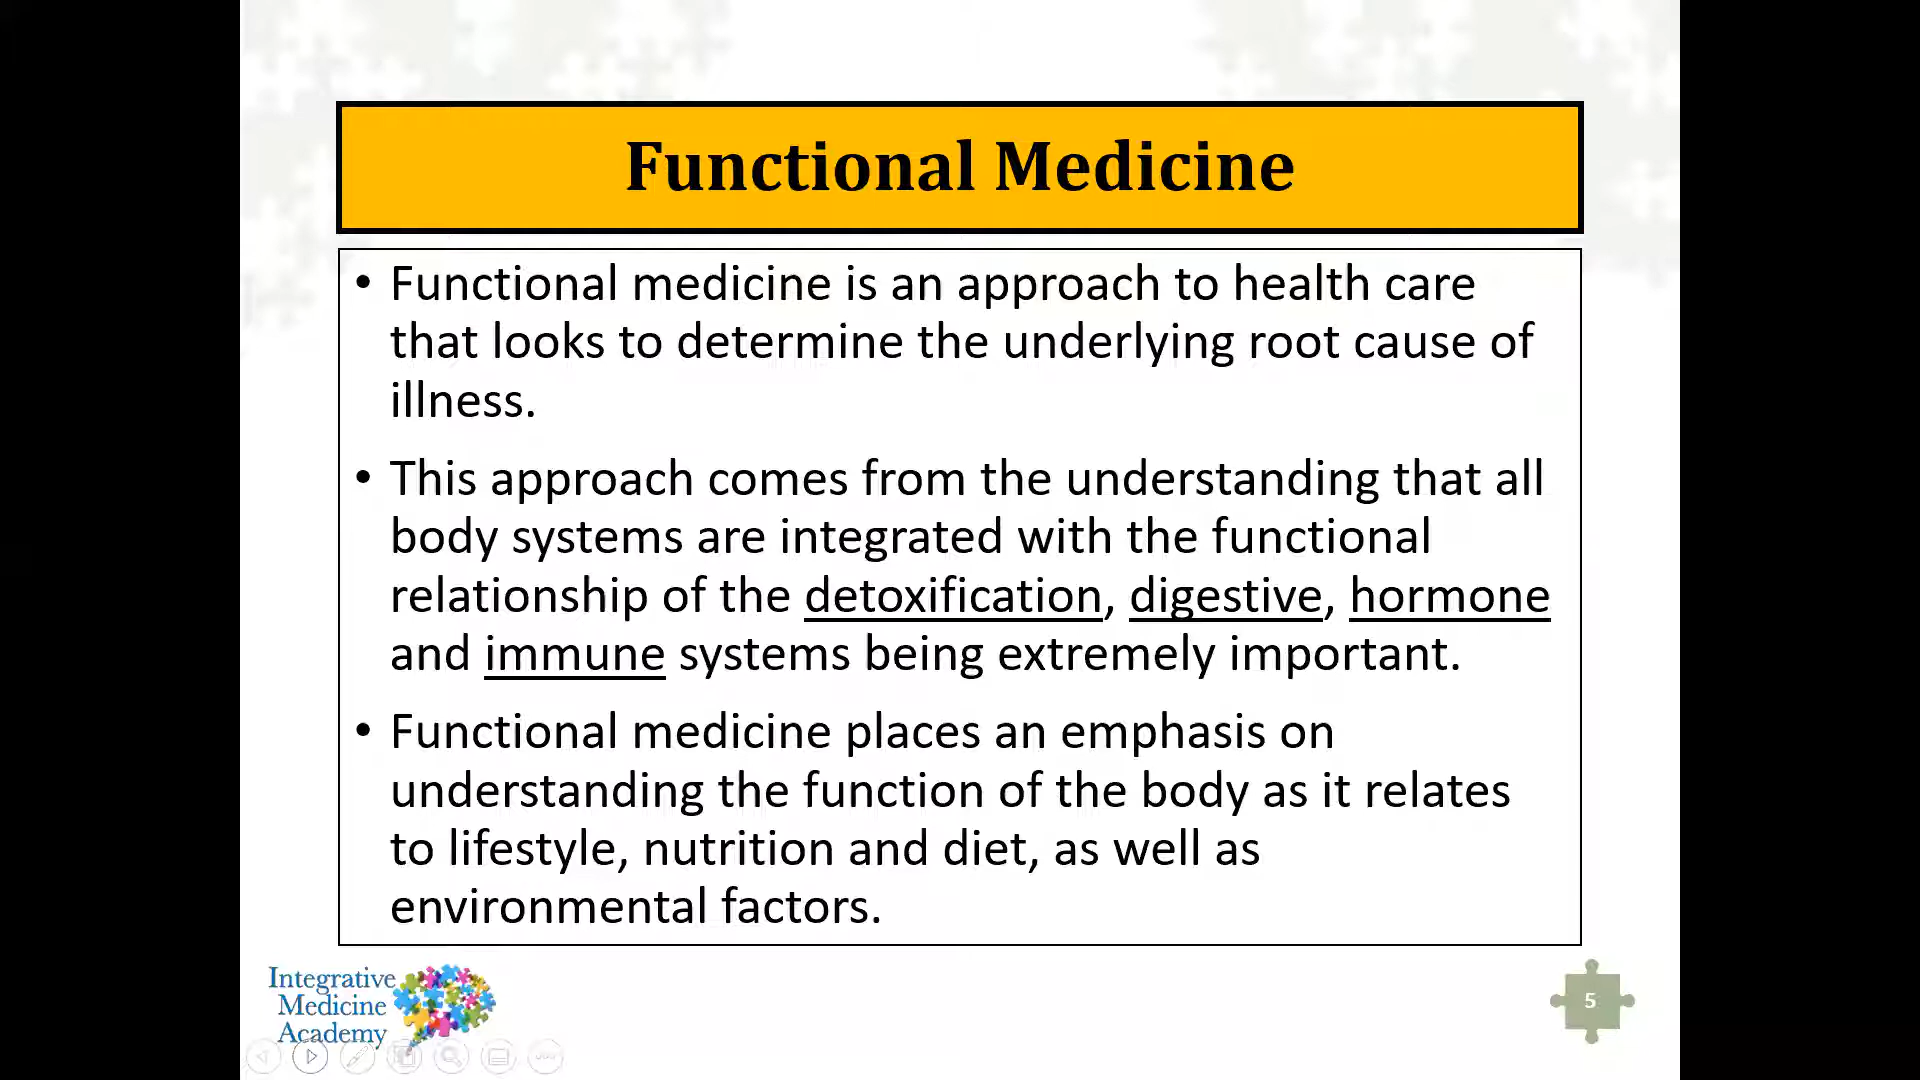 Functional Medicine
• Functional medicine is an approach to health care
that looks to determine the underlying root cause of
illness.
• This approach comes from the understanding that all
body systems are integrated with the functional
relationship of the detoxification, digestive, hormone
and immune systems being extremely important.
• Functional medicine places an emphasis on
understanding the function of the body as it relates
to lifestyle, nutrition and diet, as well as
environmental factors.
Integrative
Medicine
Academy
5